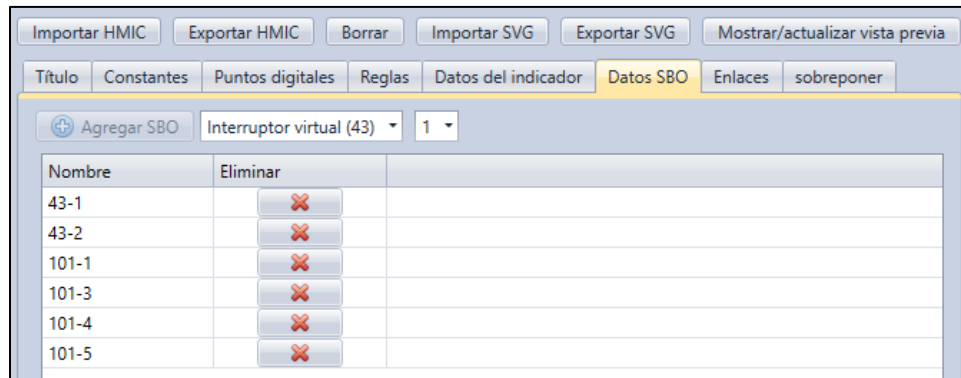 Importar HMIC Exportar HMIC Borrar Importar SVG Exportar SVG Mostrar/actualizar vista previa
Título Constantes Puntos digitales Reglas Datos del indicador Datos SBO Enlaces sobreponer
Agregar SBO Interruptor virtual (43) 1
Nombre Eliminar
43-1
43-2
101-1
101-3
101-4
101-5